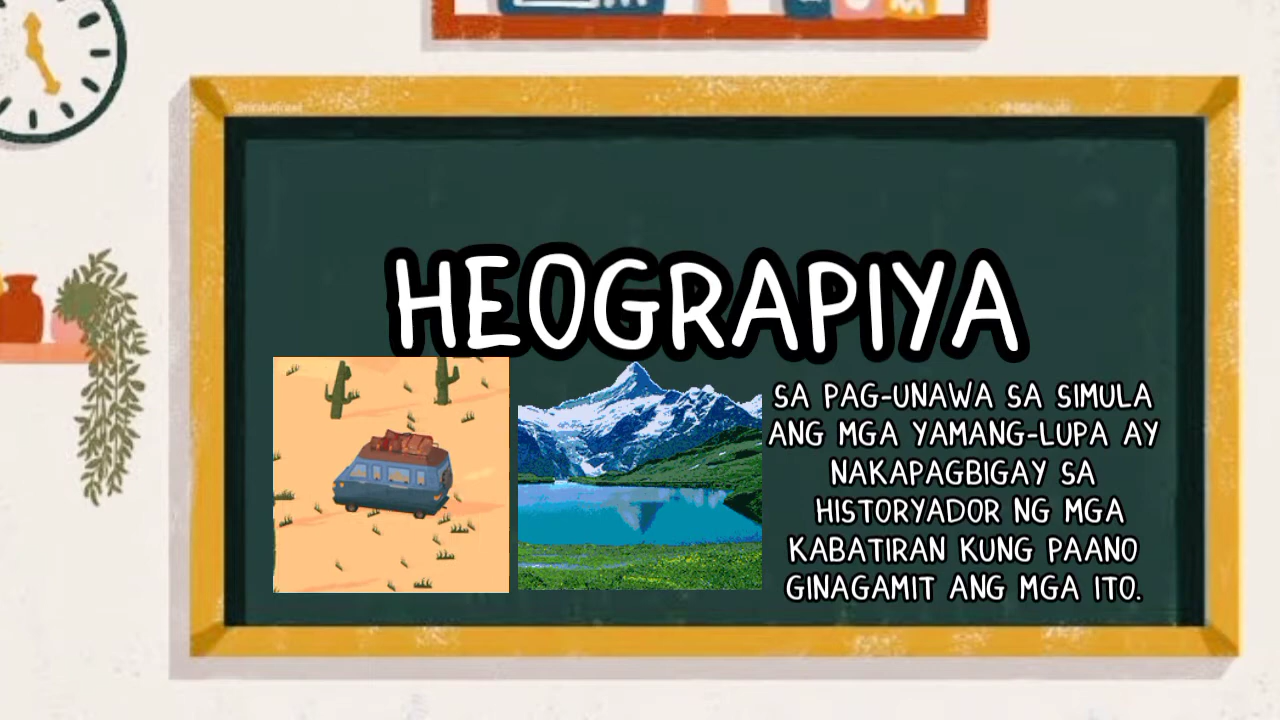 HEOGRAPIYA
SA PAG-UNAWA SA SIMULA
ANG MGA YAMANG-LUPA AY
NAKAPAGBIGAY SA
HISTORYADOR NG MGA
KABATIRAN KUNG PAANO
GINAGAMIT ANG MGA ITO.